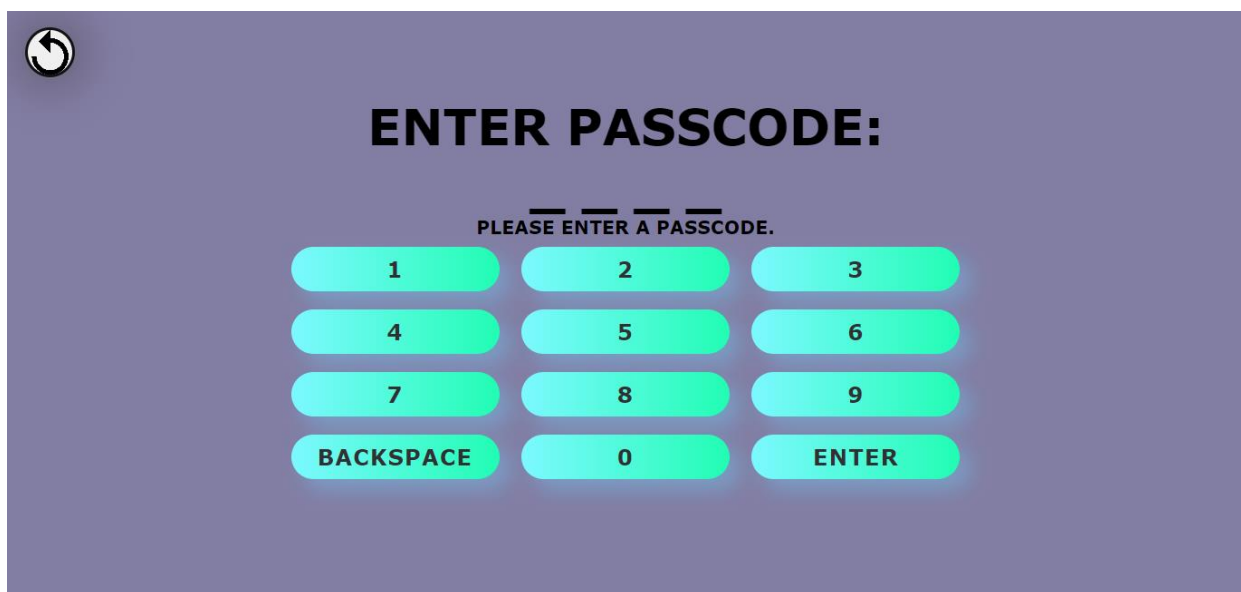 ENTER PASSCODE:
_ _ _ _
PLEASE ENTER A PASSCODE.
1 2 3
4 5 6
7 8 9
BACKSPACE 0 ENTER